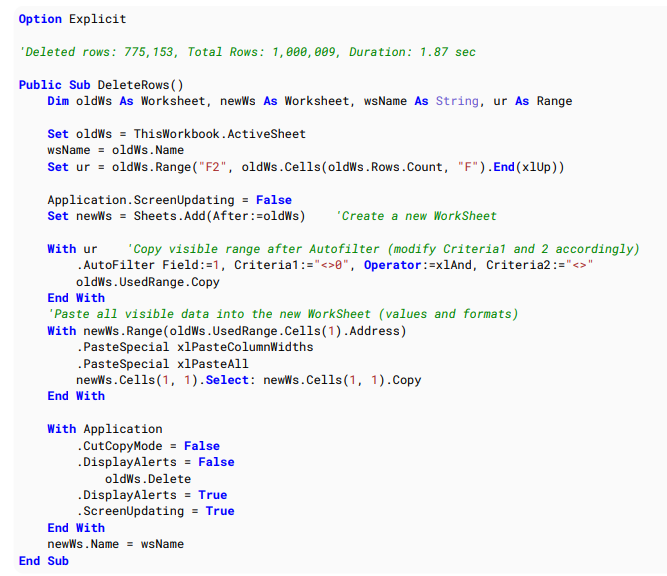 Option Explicit
'Deleted rows: 775,153, Total Rows: 1,000,009, Duration: 1.87 sec
Public Sub DeleteRows()
    Dim oldWs As Worksheet, newWs As Worksheet, wsName As String, ur As Range
    Set oldWs = ThisWorkbook.ActiveSheet
    wsName = oldWs.Name
    Set ur = oldWs.Range("F2", oldWs.Cells(oldWs.Rows.Count, "F").End(xlUp))
    Application.ScreenUpdating = False
    Set newWs = Sheets.Add(After:=oldWs)    'Create a new WorkSheet
    With ur    'Copy visible range after Autofilter (modify Criteria1 and 2 accordingly)
        .AutoFilter Field:=1, Criteria1:="<>0", Operator:=xlAnd, Criteria2:="<>"
        oldWs.UsedRange.Copy
    End With
    'Paste all visible data into the new WorkSheet (values and formats)
    With newWs.Range(oldWs.UsedRange.Cells(1).Address)
        .PasteSpecial xlPasteColumnWidths
        .PasteSpecial xlPasteAll
        newWs.Cells(1, 1).Select: newWs.Cells(1, 1).Copy
    End With
    With Application
        .CutCopyMode = False
        .DisplayAlerts = False
            oldWs.Delete
        .DisplayAlerts = True
        .ScreenUpdating = True
    End With
    newWs.Name = wsName
End Sub